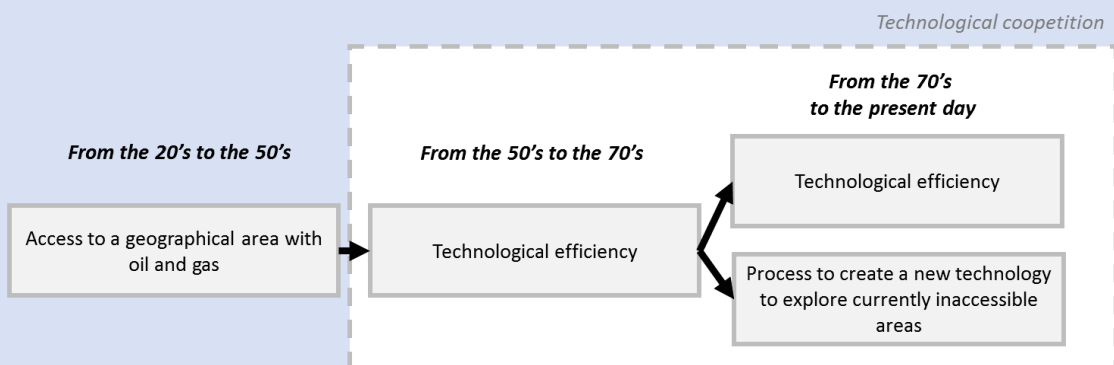 Technological coopetition
From the 20’s to the 50’s
Access to a geographical area with
oil and gas
From the 50’s to the 70’s
Technological efficiency
From the 70’s
to the present day
Technological efficiency
Process to create a new technology
to explore currently inaccessible
areas